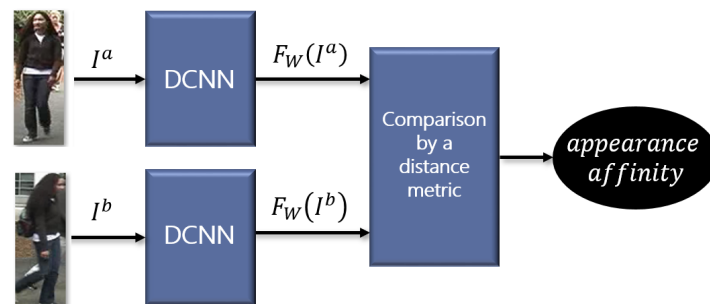 I^a
DCNN
F_W(I^a)
Comparison
by a
distance
metric
appearance
affinity
I^b
DCNN
F_W(I^b)